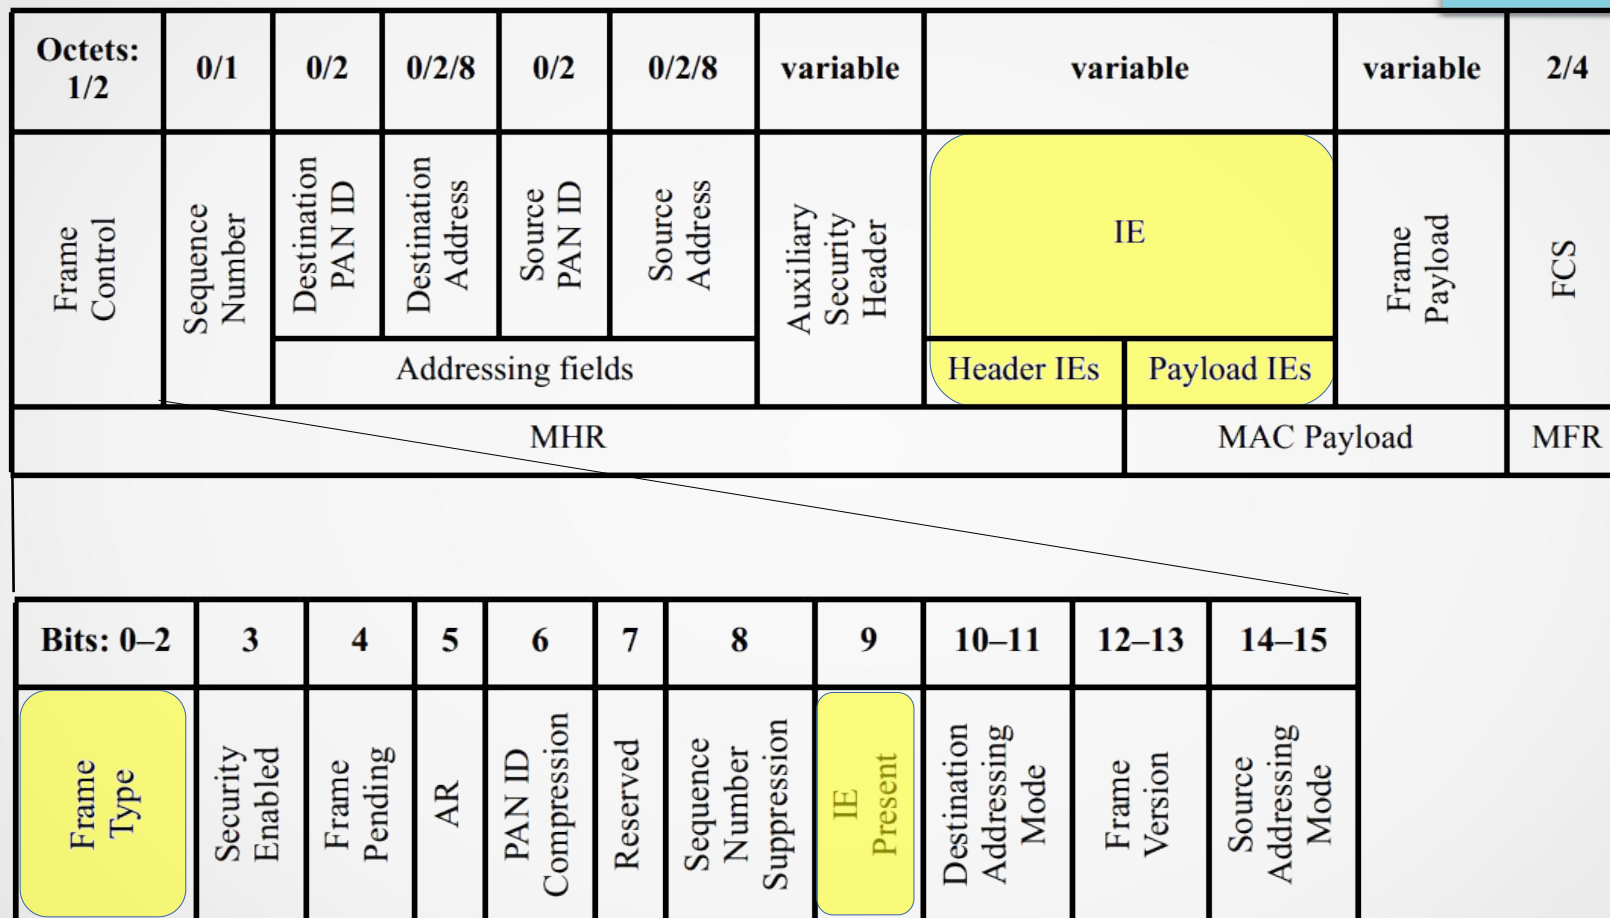 Octets:
1/2
0/1
0/2
0/2/8
0/2
0/2/8
variable
variable
variable
2/4
Frame
Control
Sequence
Number
Destination
PAN ID
Destination
Address
Source
PAN ID
Source
Address
Auxiliary
Security
Header
IE
Frame
Payload
FCS
Addressing fields
Header IEs
Payload IEs
MHR
MAC Payload
MFR
Bits: 0–2
3
4
5
6
7
8
9
10–11
12–13
14–15
Frame
Type
Security
Enabled
Frame
Pending
AR
PAN ID
Compression
Reserved
Sequence
Number
Suppression
IE
Present
Destination
Addressing
Mode
Frame
Version
Source
Addressing
Mode